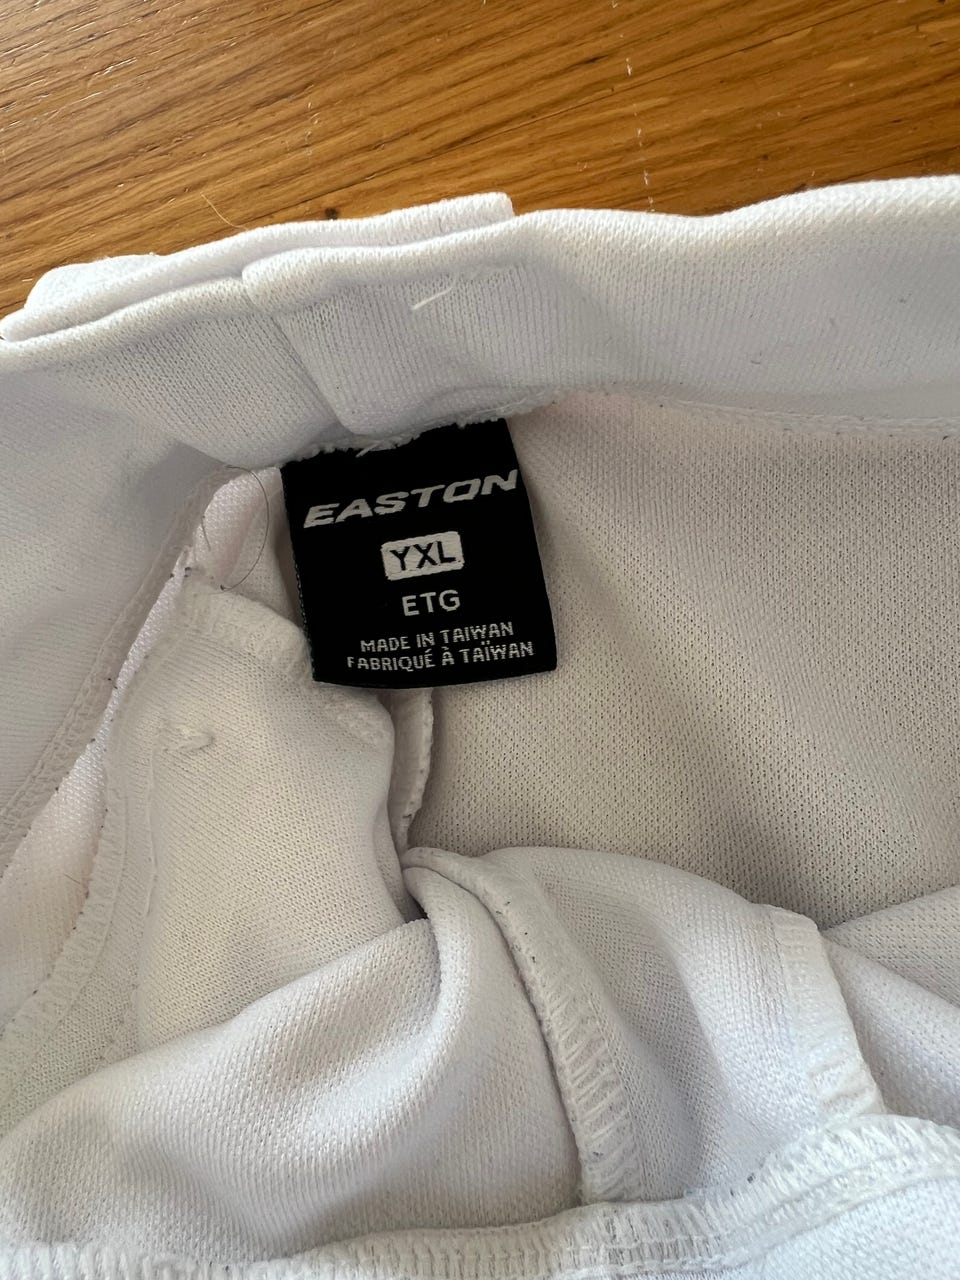 EASTON
YXL
ETG
MADE IN TAIWAN
FABRIQUÉ À TAÏWAN